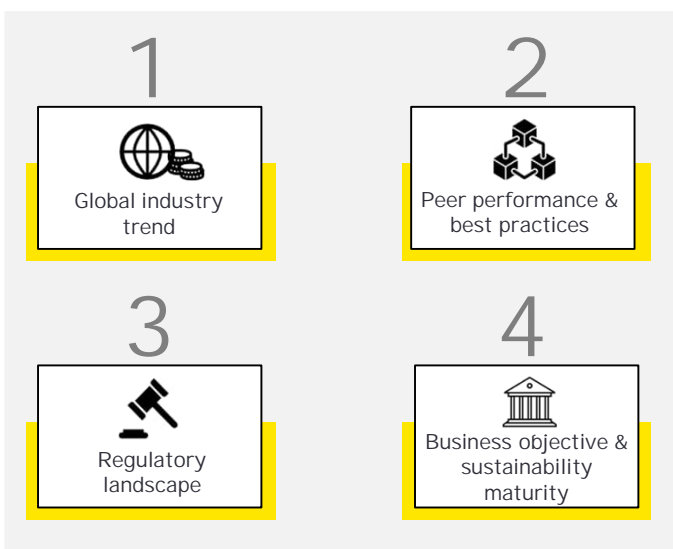 1
Global industry
trend
2
Peer performance &
best practices
3
Regulatory
landscape
4
Business objective &
sustainability
maturity